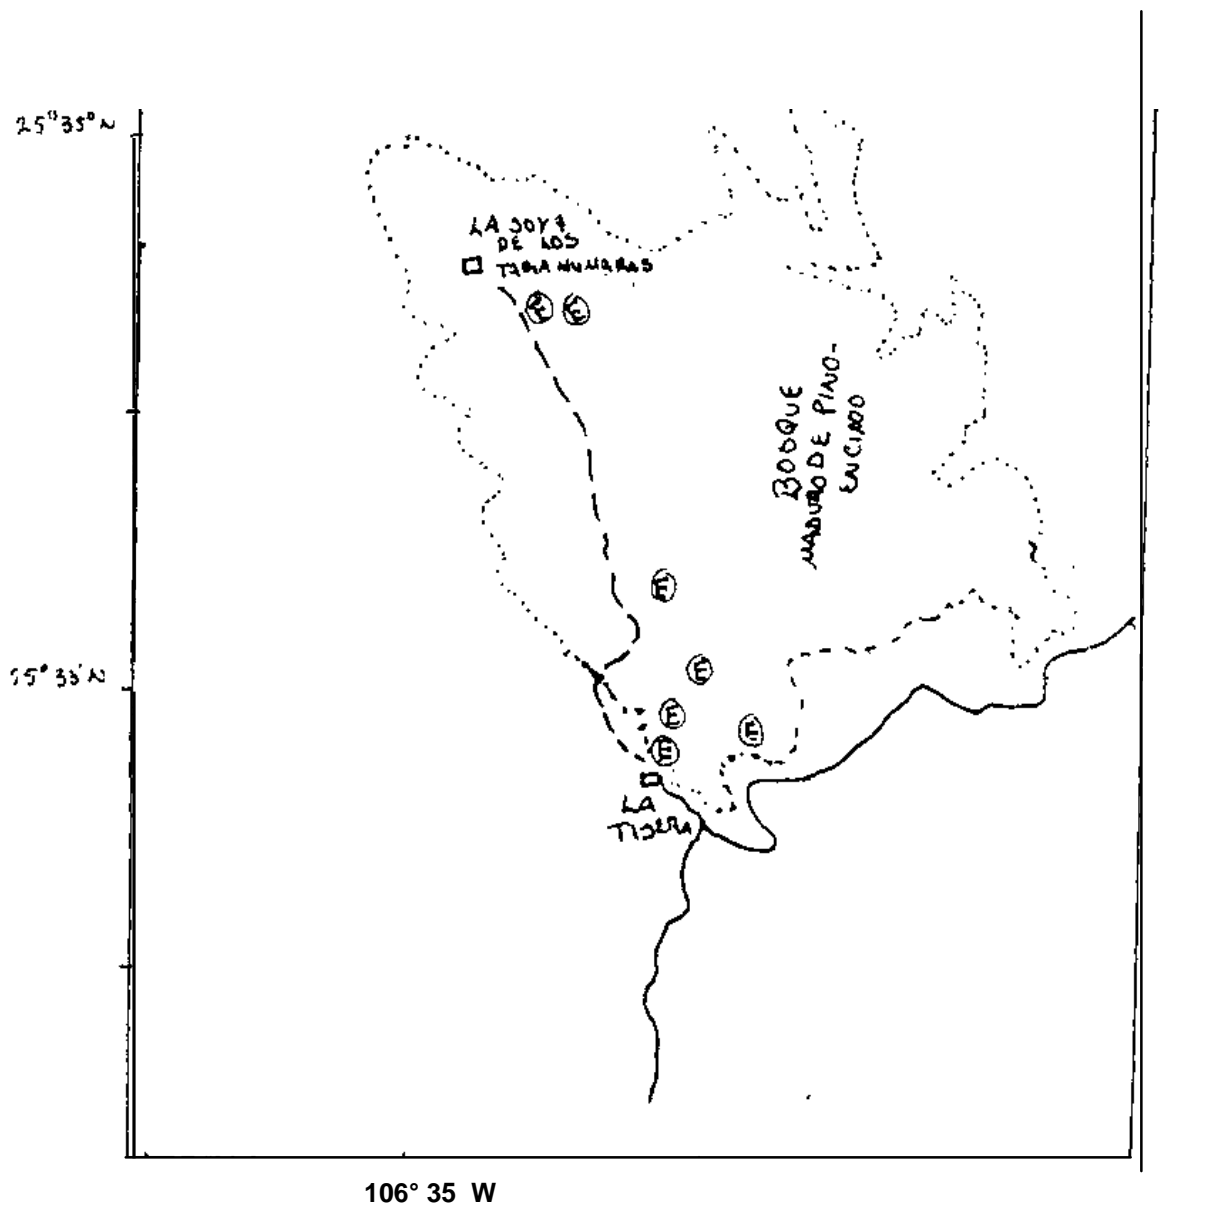 25°35° N
LA JOYA
DE LOS
TARAHUMARAS
E E
BOSQUE
MADURO DE PINO-
ENCINO
E
E
25° 33' N
E
E
E
LA
TIJERA
106° 35 W